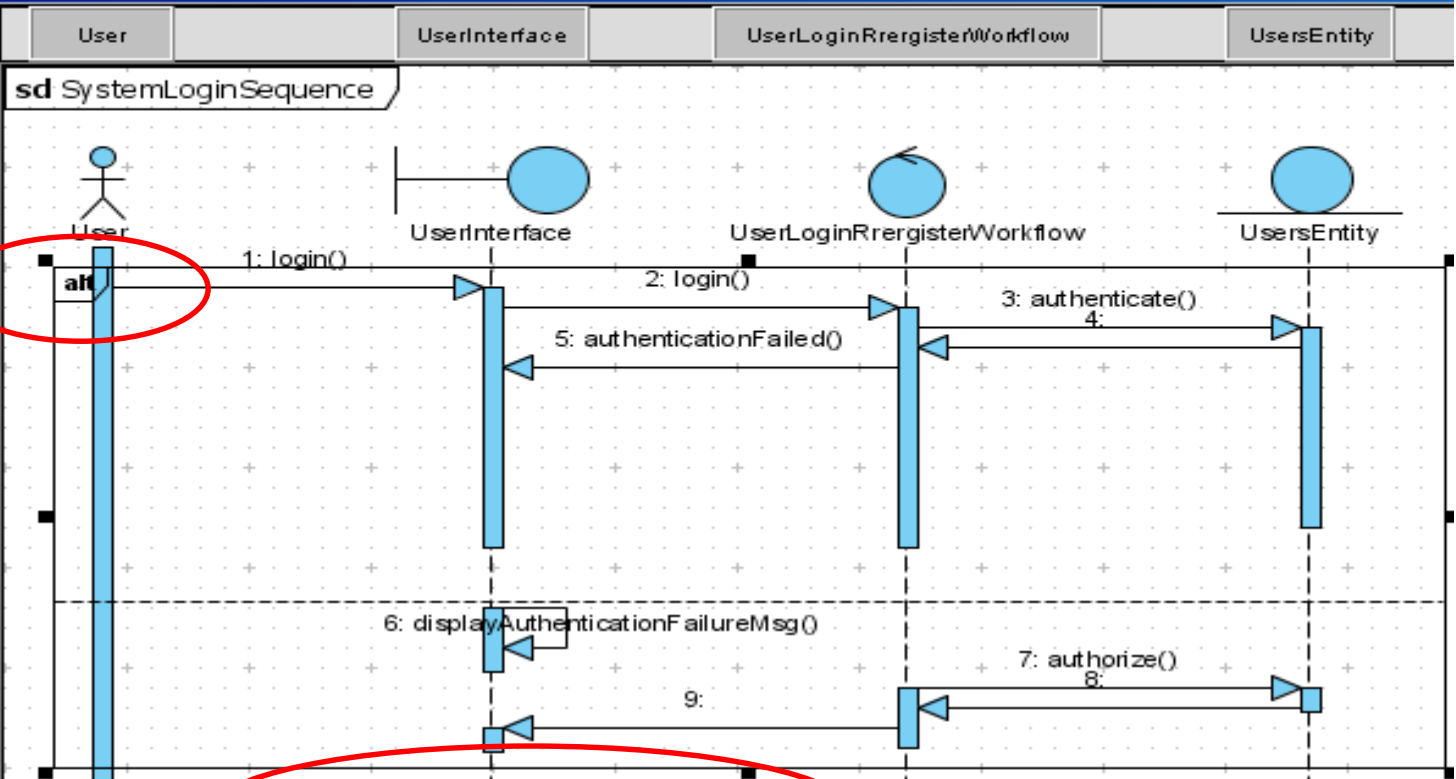 User UserInterface UserLoginRrergisterWorkflow UsersEntity
sd SystemLoginSequence
User UserInterface UserLoginRrergisterWorkflow UsersEntity
alt
1: login()
2: login()
3: authenticate()
4:
5: authenticationFailed()
6: displayAuthenticationFailureMsg()
7: authorize()
8:
9: